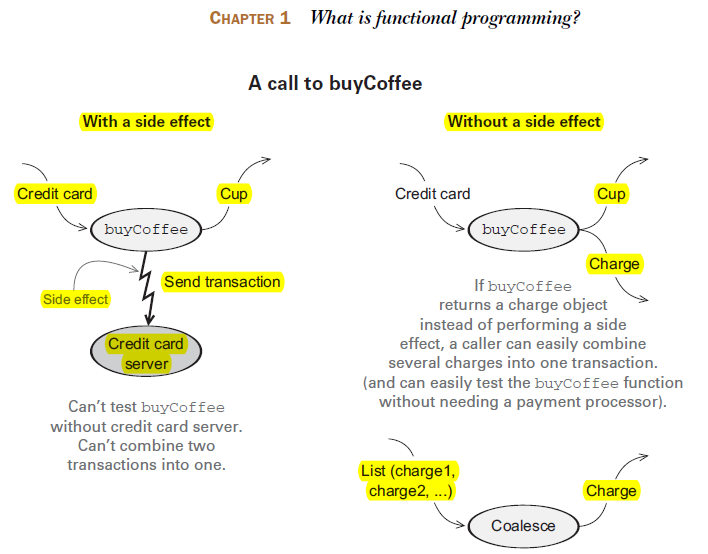 CHAPTER 1 What is functional programming?
A call to buyCoffee
With a side effect
Credit card
Cup
buyCoffee
Send transaction
Side effect
Credit card
server
Can't test buyCoffee
without credit card server.
Can't combine two
transactions into one.
Without a side effect
Credit card
Cup
buyCoffee
Charge
If buyCoffee
returns a charge object
instead of performing a side
effect, a caller can easily combine
several charges into one transaction.
(and can easily test the buyCoffee function
without needing a payment processor).
List (charge1,
charge2, ...)
Charge
Coalesce